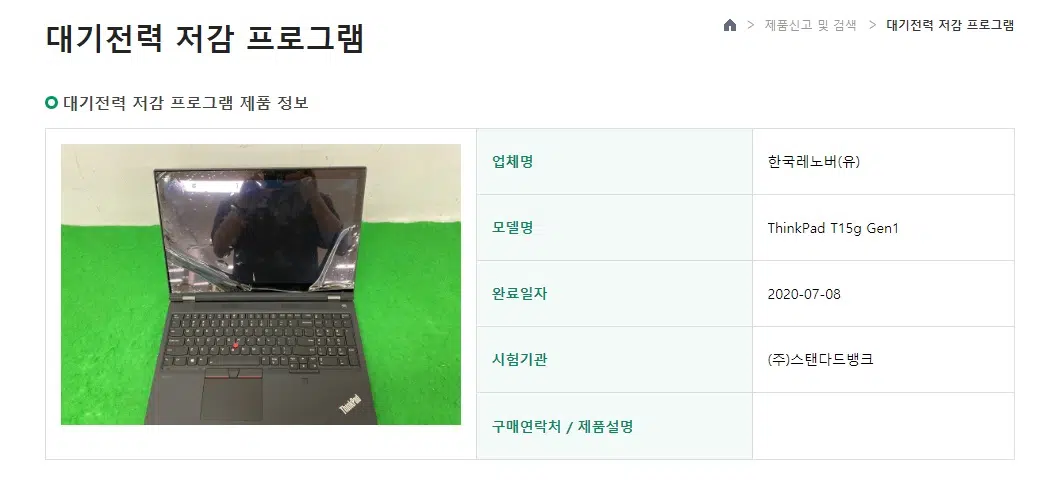 대기전력 저감 프로그램
> 제품신고 및 검색 > 대기전력 저감 프로그램
대기전력 저감 프로그램 제품 정보
업체명 한국레노버(유)
모델명 ThinkPad T15g Gen1
완료일자 2020-07-08
시험기관 (주)스탠다드뱅크
구매연락처 / 제품설명
ThinkPad